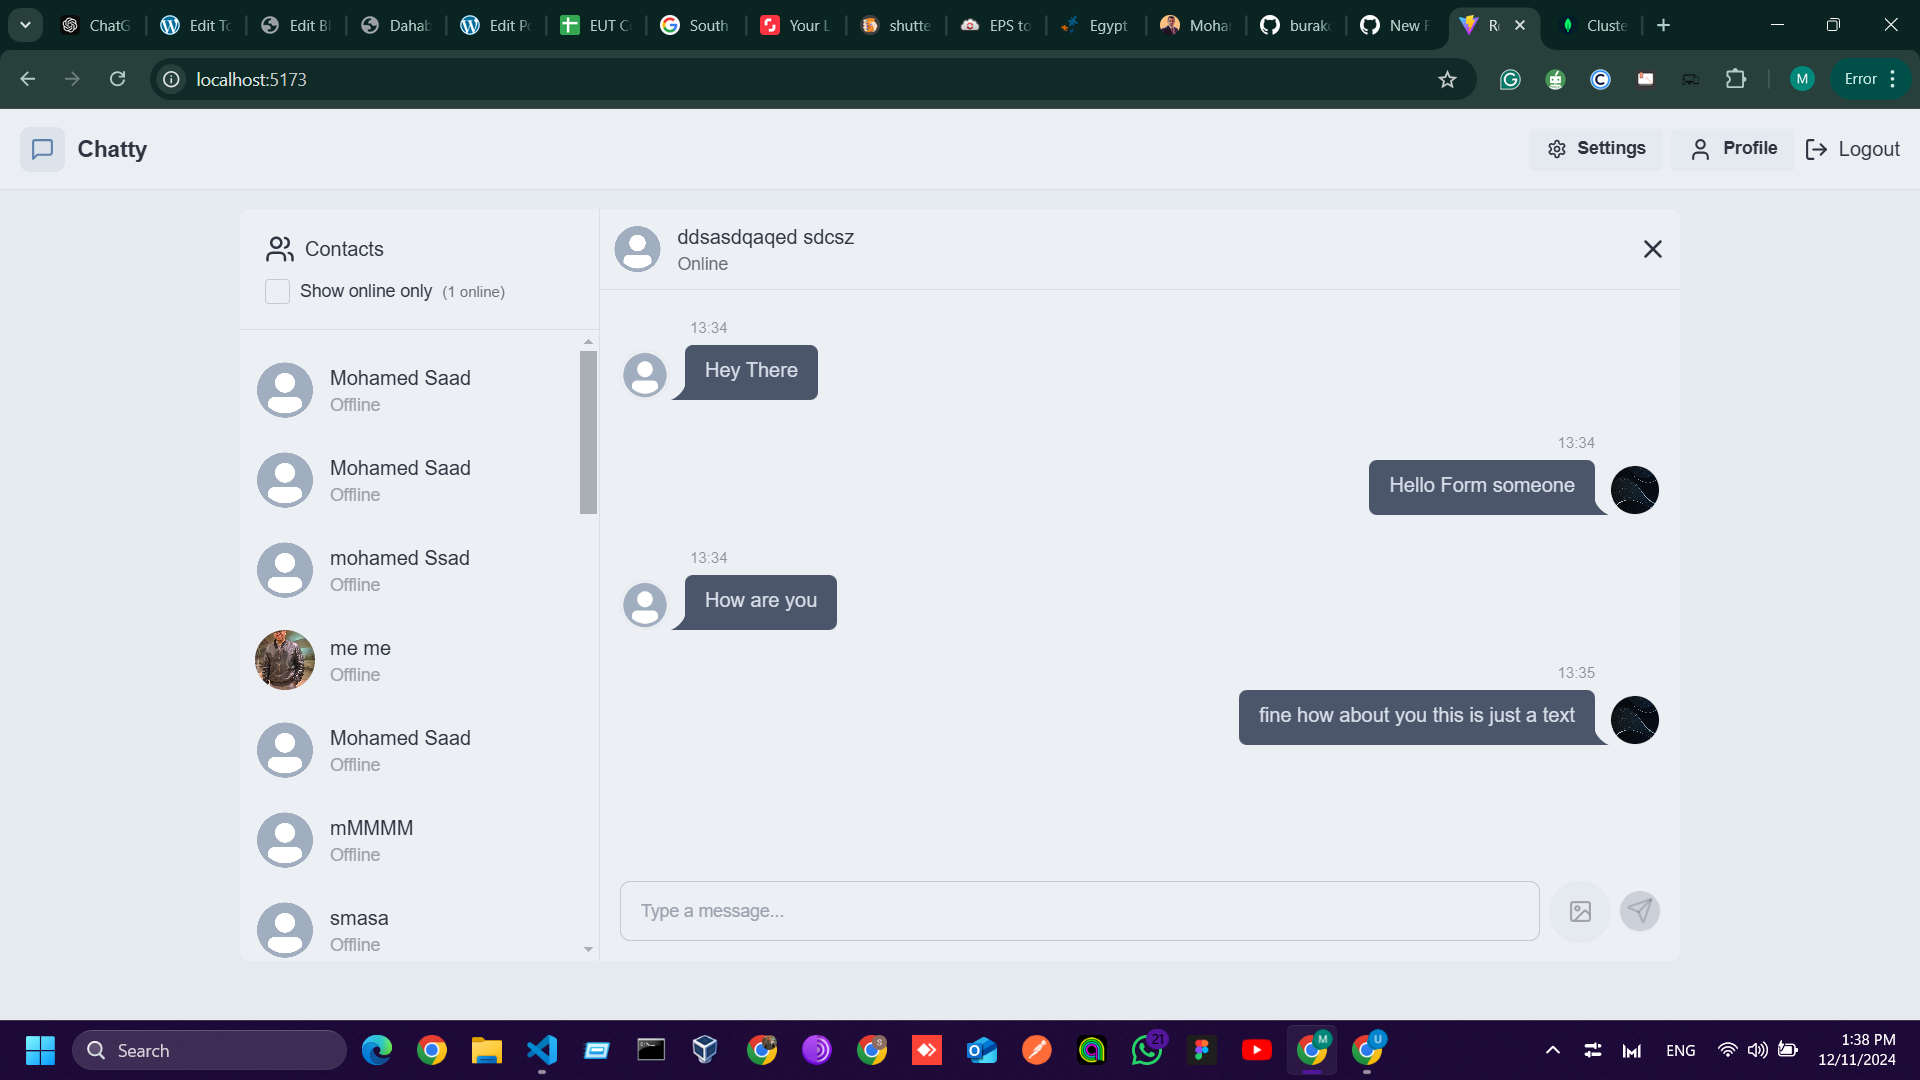 ChatG
Edit To
Edit Bl
Dahab
Edit Po
EUT C
South
Your L
shutte
EPS to
Egypt
Moha
burak
New R
Re
Cluste
localhost:5173
M
Error
Chatty
Settings
Profile
Logout
Contacts
Show online only (1 online)
Mohamed Saad
Offline
Mohamed Saad
Offline
mohamed Ssad
Offline
me me
Offline
Mohamed Saad
Offline
mMMMM
Offline
smasa
Offline
ddsasdqaqed sdcsz
Online
13:34
Hey There
13:34
Hello Form someone
13:34
How are you
13:35
fine how about you this is just a text
Type a message...
Search
21
M
U
ENG
1:38 PM
12/11/2024